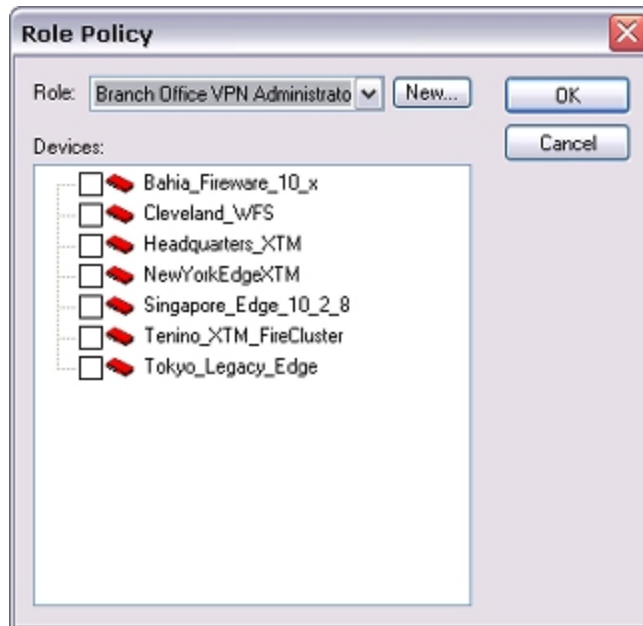 Role Policy
Role: Branch Office VPN Administrato New... OK
Cancel
Devices:
Bahia_Fireware_10_x
Cleveland_WFS
Headquarters_XTM
NewYorkEdgeXTM
Singapore_Edge_10_2_8
Tenino_XTM_FireCluster
Tokyo_Legacy_Edge